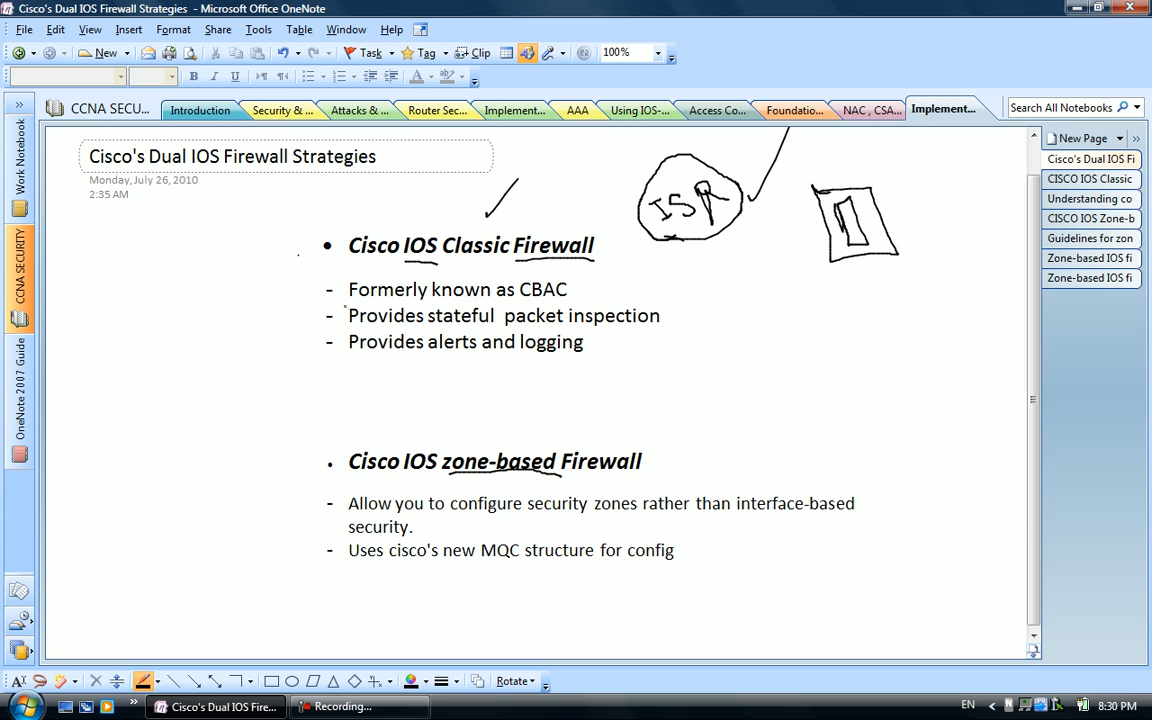 Cisco's Dual IOS Firewall Strategies - Microsoft Office OneNote
File Edit View Insert Format Share Tools Table Window Help
New Task Tag Clip 100%
B I U A ab
CCNA SECU... Introduction Security & ... Attacks & ... Router Sec... Implement... AAA Using IOS-... Access Co... Foundatio... NAC , CSA... Implement... Search All Notebooks
Work Notebook
CCNA SECURITY
OneNote 2007 Guide
New Page
Cisco's Dual IOS Fi
CISCO IOS Classic
Understanding co
CISCO IOS Zone-b
Guidelines for zon
Zone-based IOS fi
Zone-based IOS fi
Cisco's Dual IOS Firewall Strategies
Monday, July 26, 2010
2:35 AM
ISR
• Cisco IOS Classic Firewall
- Formerly known as CBAC
- Provides stateful packet inspection
- Provides alerts and logging
• Cisco IOS zone-based Firewall
- Allow you to configure security zones rather than interface-based
security.
- Uses cisco's new MQC structure for config
Rotate
Cisco's Dual IOS Fire... Recording... EN 8:30 PM